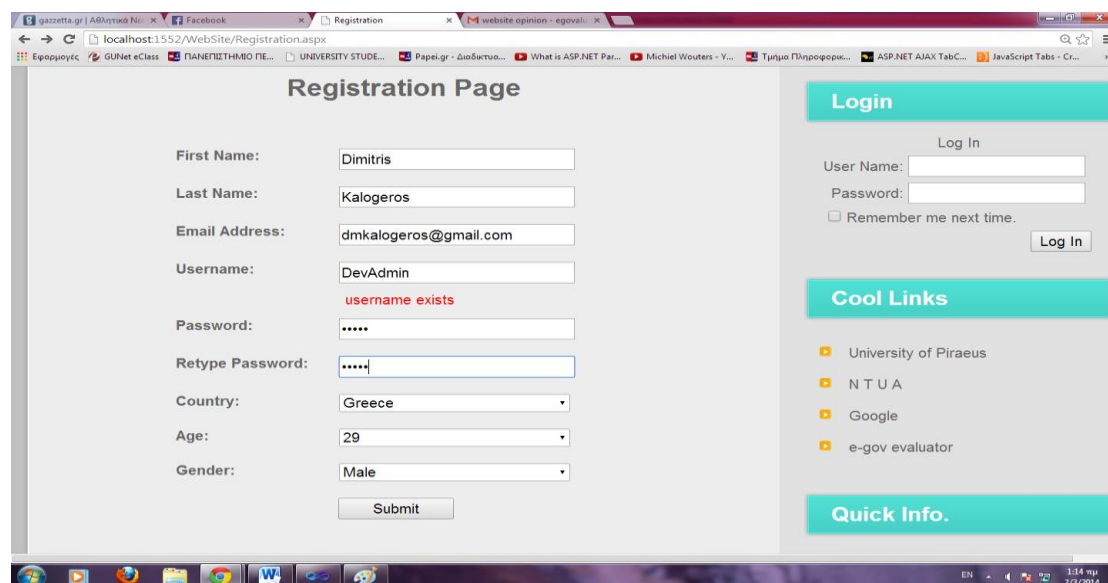 gazzetta.gr | Αθλητικά Νέ
Facebook
Registration
website opinion - egovalu
localhost:1552/WebSite/Registration.aspx
Εφαρμογές
GUNet eClass
ΠΑΝΕΠΙΣΤΗΜΙΟ ΠΕ...
UNIVERSITY STUDE...
Papei.gr - Διαδικτυα...
What is ASP.NET Par...
Michiel Wouters - Y...
Τμήμα Πληροφορικ...
ASP.NET AJAX TabC...
JavaScript Tabs - Cr...
Registration Page
First Name: Dimitris
Last Name: Kalogeros
Email Address: dmkalogeros@gmail.com
Username: DevAdmin
username exists
Password: •••••
Retype Password: •••••
Country: Greece
Age: 29
Gender: Male
Submit
Login
Log In
User Name:
Password:
Remember me next time.
Log In
Cool Links
University of Piraeus
N T U A
Google
e-gov evaluator
Quick Info.
EN
1:14 πμ